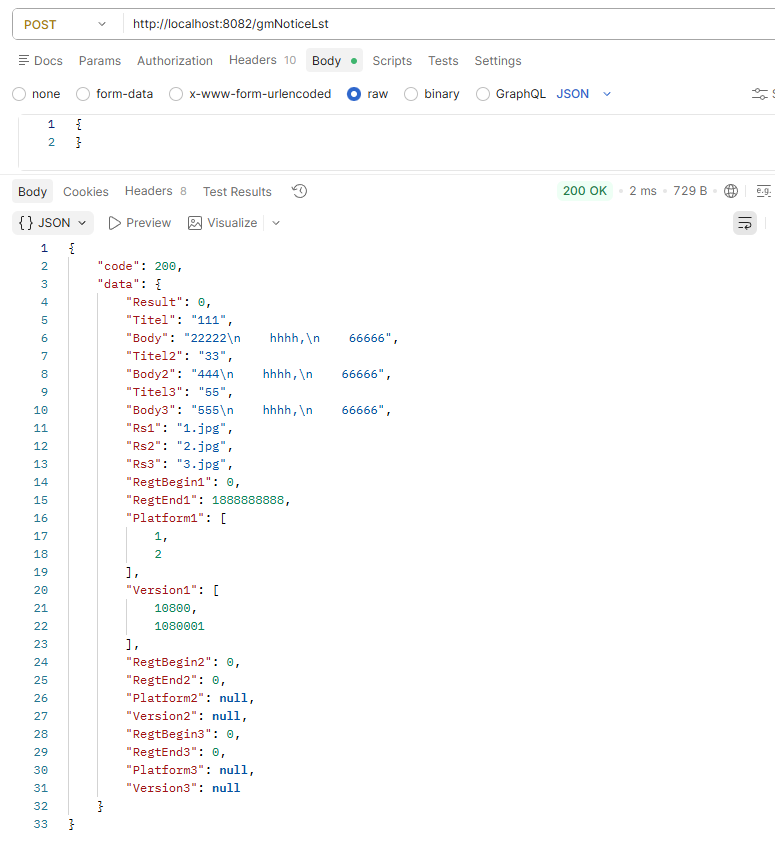 POST http://localhost:8082/gmNoticeLst
Docs Params Authorization Headers 10 Body Scripts Tests Settings
none form-data x-www-form-urlencoded raw binary GraphQL JSON
1 {
2 }
Body Cookies Headers 8 Test Results 200 OK • 2 ms • 729 B e.g.
{} JSON Preview Visualize
1 {
2 "code": 200,
3 "data": {
4 "Result": 0,
5 "Titel": "111",
6 "Body": "22222\n    hhhh,\n    66666",
7 "Titel2": "33",
8 "Body2": "444\n    hhhh,\n    66666",
9 "Titel3": "55",
10 "Body3": "555\n    hhhh,\n    66666",
11 "Rs1": "1.jpg",
12 "Rs2": "2.jpg",
13 "Rs3": "3.jpg",
14 "RegtBegin1": 0,
15 "RegtEnd1": 1888888888,
16 "Platform1": [
17 1,
18 2
19 ],
20 "Version1": [
21 10800,
22 1080001
23 ],
24 "RegtBegin2": 0,
25 "RegtEnd2": 0,
26 "Platform2": null,
27 "Version2": null,
28 "RegtBegin3": 0,
29 "RegtEnd3": 0,
30 "Platform3": null,
31 "Version3": null
32 }
33 }